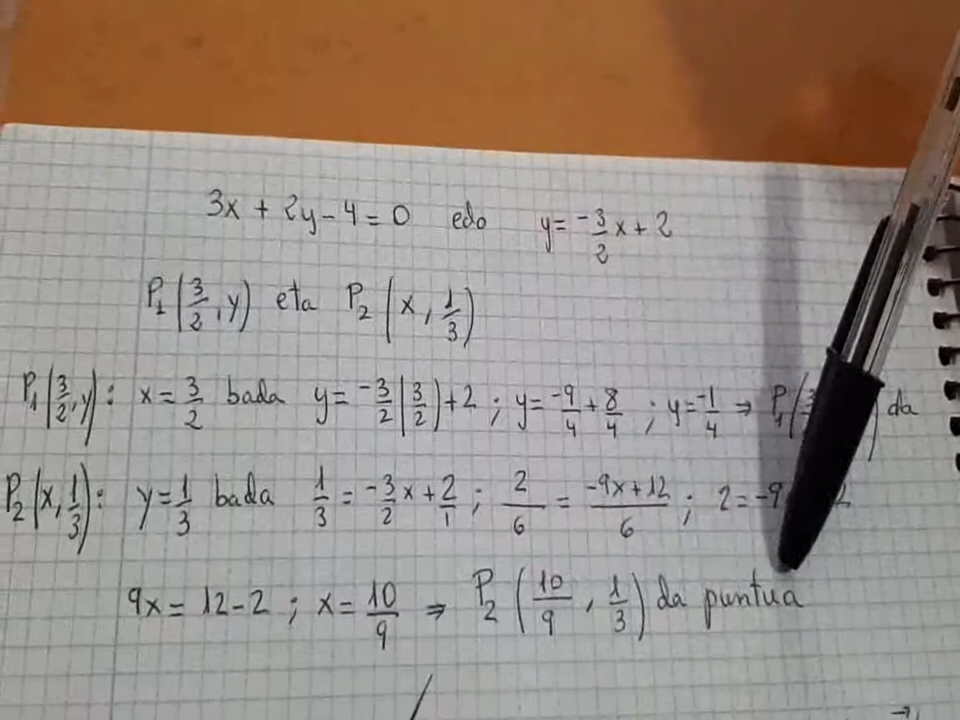 3x + 2y - 4 = 0 edo y = -3/2 x + 2
P₁ (3/2, y) eta P₂ (x, 1/3)
P₁ (3/2, y): x = 3/2 bada y = -3/2 (3/2) + 2 ; y = -9/4 + 8/4 ; y = -1/4 ⇒ P₁ ( ) da
P₂ (x, 1/3): y = 1/3 bada 1/3 = -3/2 x + 2/1 ; 2/6 = (-9x + 12)/6 ; 2 = -9
9x = 12 - 2 ; x = 10/9 ⇒ P₂ (10/9, 1/3) da puntua